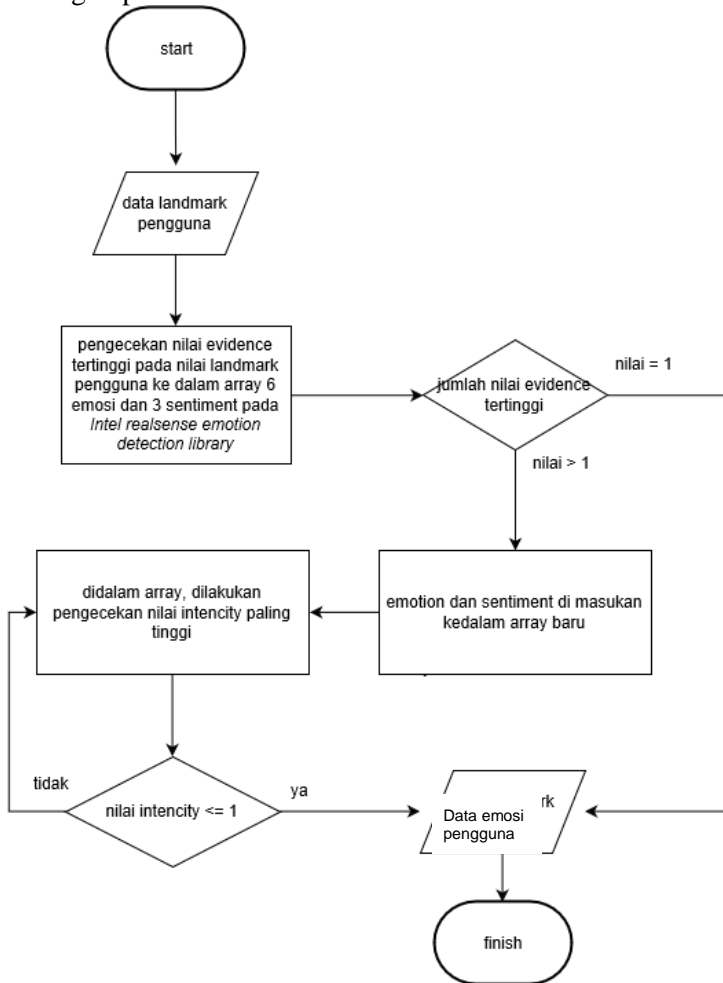 start
data landmark
pengguna
pengecekan nilai evidence
tertinggi pada nilai landmark
pengguna ke dalam array 6
emosi dan 3 sentiment pada
Intel realsense emotion
detection library
jumlah nilai evidence
tertinggi
nilai = 1
nilai > 1
emotion dan sentiment di masukan
kedalam array baru
didalam array, dilakukan
pengecekan nilai intencity paling
tinggi
nilai intencity <= 1
tidak
ya
Data emosi
pengguna
finish